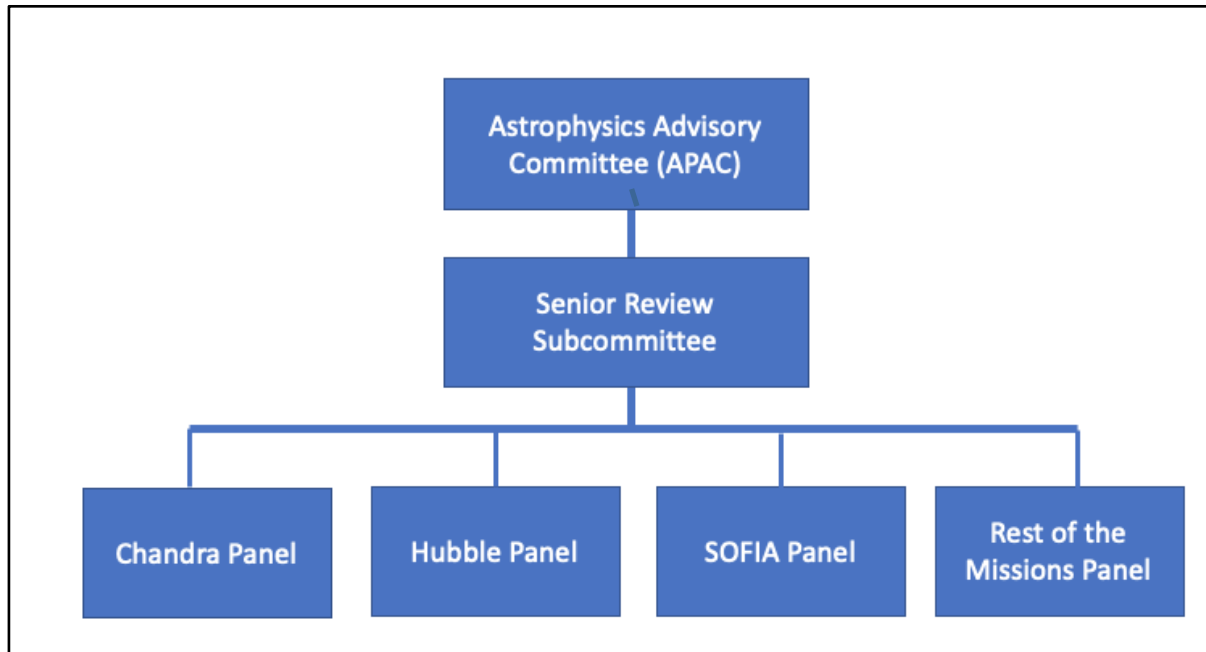 Astrophysics Advisory
Committee (APAC)
Senior Review
Subcommittee
Chandra Panel
Hubble Panel
SOFIA Panel
Rest of the
Missions Panel